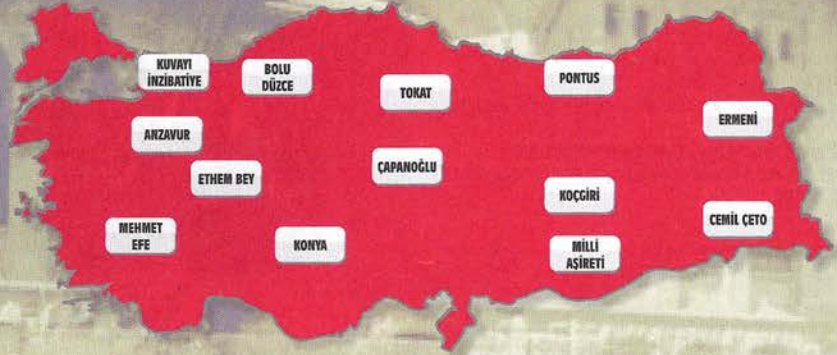 KUVAYI
İNZİBATİYE
BOLU
DÜZCE
TOKAT
PONTUS
ERMENİ
ANZAVUR
ETHEM BEY
ÇAPANOĞLU
KOÇGİRİ
CEMİL ÇETO
MEHMET
EFE
KONYA
MİLLİ
AŞİRETİ